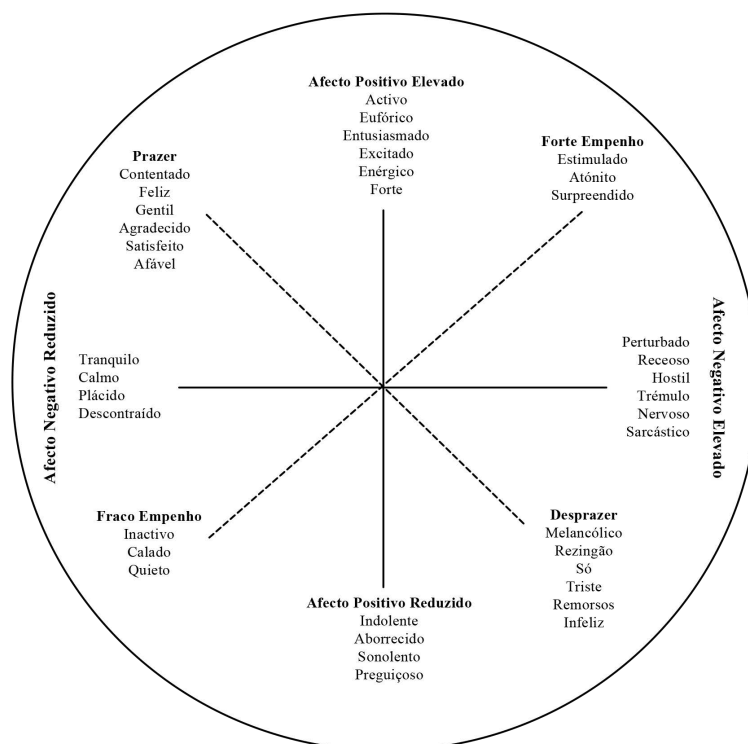 Afecto Positivo Elevado
Activo
Eufórico
Entusiasmado
Excitado
Enérgico
Forte
Prazer
Contentado
Feliz
Gentil
Agradecido
Satisfeito
Afável
Forte Empenho
Estimulado
Atónito
Surpreendido
Afecto Negativo Reduzido
Tranquilo
Calmo
Plácido
Descontraído
Perturbado
Receoso
Hostil
Trémulo
Nervoso
Sarcástico
Afecto Negativo Elevado
Fraco Empenho
Inactivo
Calado
Quieto
Afecto Positivo Reduzido
Indolente
Aborrecido
Sonolento
Preguiçoso
Desprazer
Melancólico
Rezingão
Só
Triste
Remorsos
Infeliz